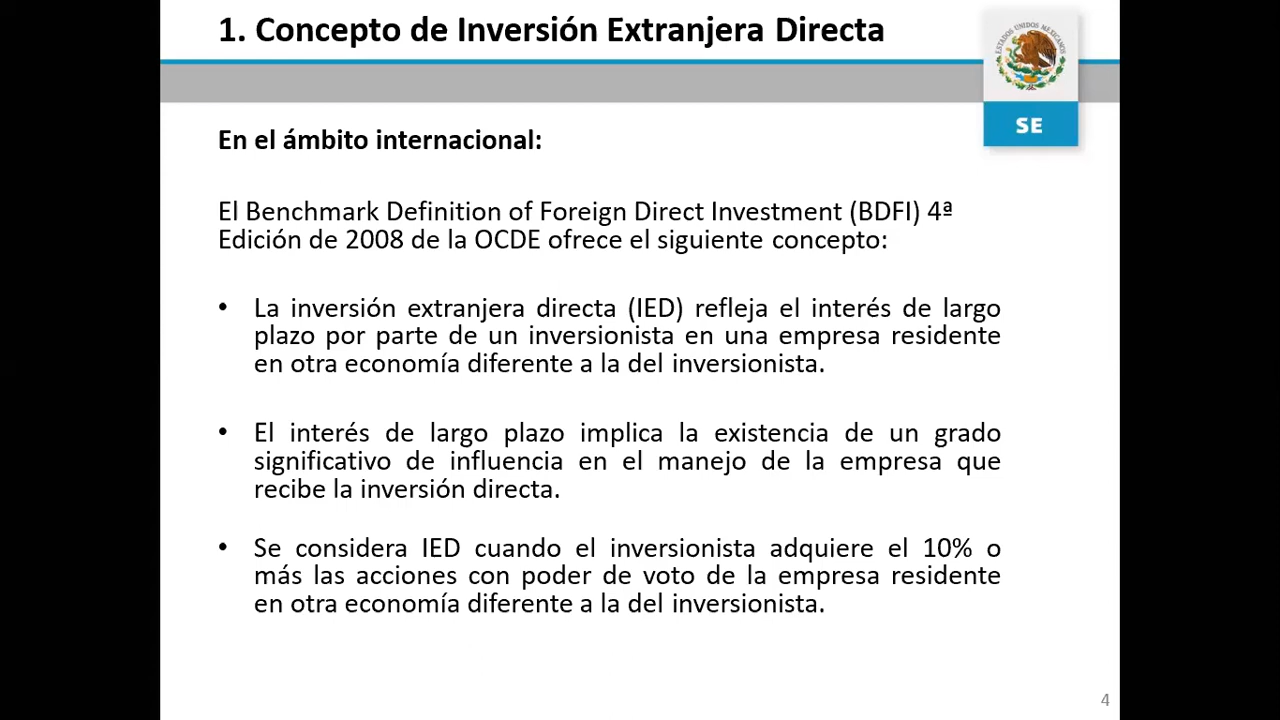 1. Concepto de Inversión Extranjera Directa
ESTADOS UNIDOS MEXICANOS
SE
En el ámbito internacional:
El Benchmark Definition of Foreign Direct Investment (BDFI) 4ª
Edición de 2008 de la OCDE ofrece el siguiente concepto:
• La inversión extranjera directa (IED) refleja el interés de largo
plazo por parte de un inversionista en una empresa residente
en otra economía diferente a la del inversionista.
• El interés de largo plazo implica la existencia de un grado
significativo de influencia en el manejo de la empresa que
recibe la inversión directa.
• Se considera IED cuando el inversionista adquiere el 10% o
más las acciones con poder de voto de la empresa residente
en otra economía diferente a la del inversionista.
4